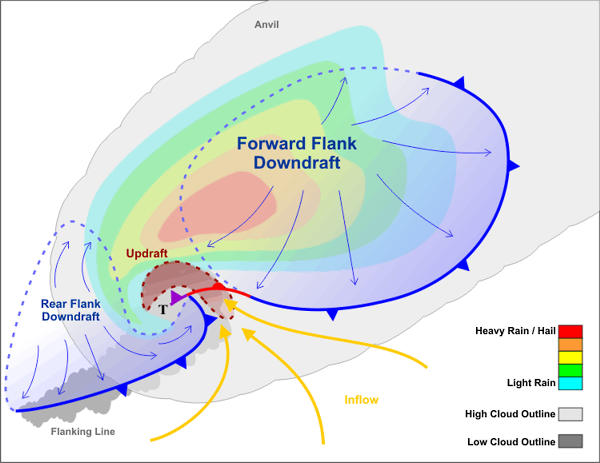 Anvil
Forward Flank
Downdraft
Updraft
Rear Flank
Downdraft
T
Inflow
Flanking Line
Heavy Rain / Hail
Light Rain
High Cloud Outline
Low Cloud Outline